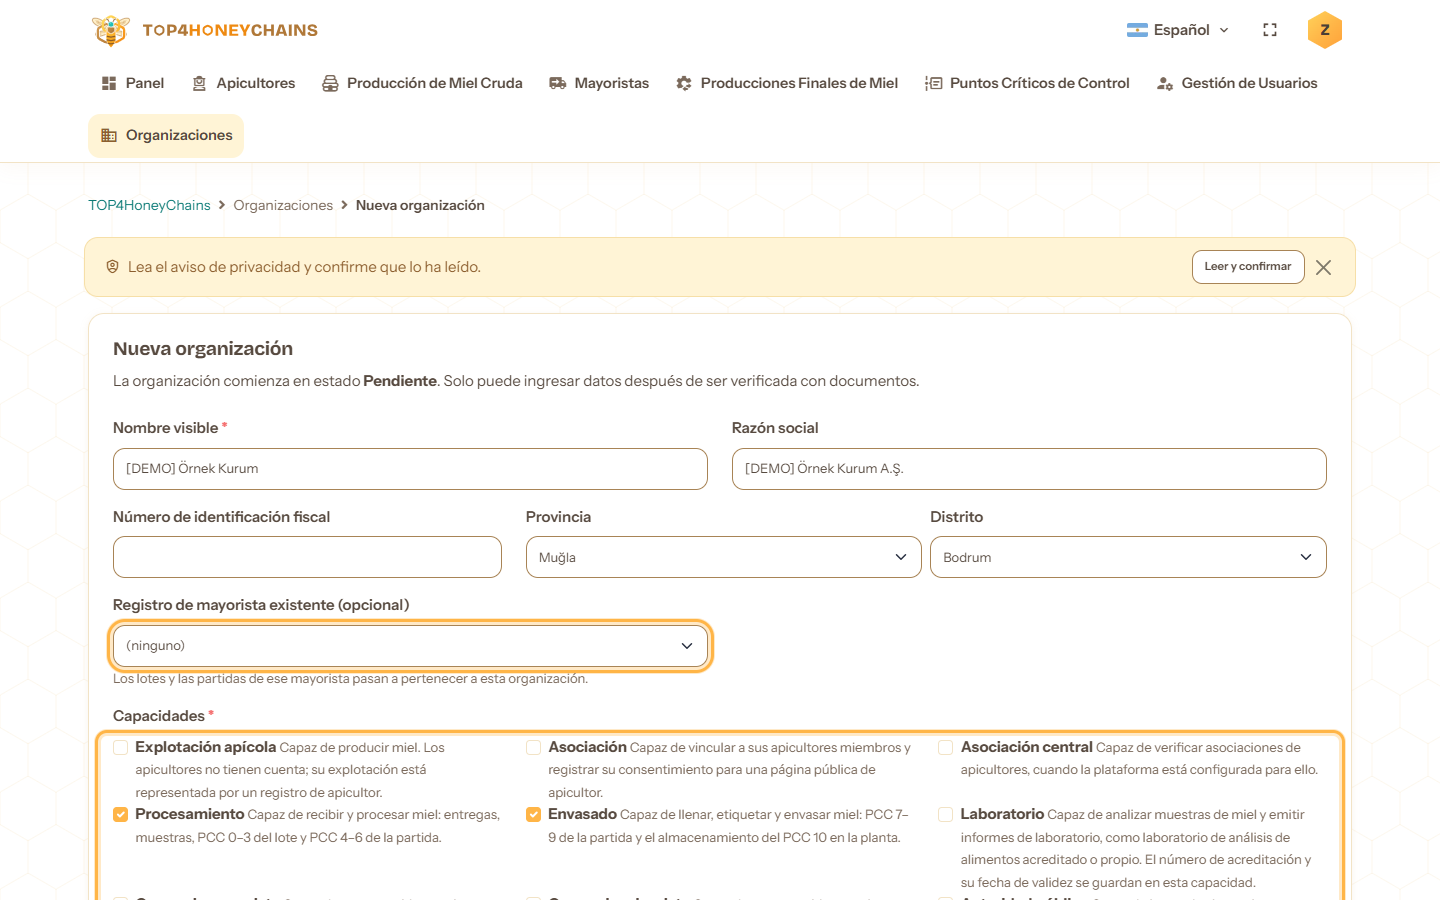 TOP4HONEYCHAINS
Español
Z
Panel
Apicultores
Producción de Miel Cruda
Mayoristas
Producciones Finales de Miel
Puntos Críticos de Control
Gestión de Usuarios
Organizaciones
TOP4HoneyChains > Organizaciones > Nueva organización
Lea el aviso de privacidad y confirme que lo ha leído.
Leer y confirmar
Nueva organización
La organización comienza en estado Pendiente. Solo puede ingresar datos después de ser verificada con documentos.
Nombre visible *
Razón social
[DEMO] Örnek Kurum
[DEMO] Örnek Kurum A.Ş.
Número de identificación fiscal
Provincia
Distrito
Muğla
Bodrum
Registro de mayorista existente (opcional)
(ninguno)
Los lotes y las partidas de ese mayorista pasan a pertenecer a esta organización.
Capacidades *
Explotación apícola Capaz de producir miel. Los
apicultores no tienen cuenta; su explotación está
representada por un registro de apicultor.
Asociación Capaz de vincular a sus apicultores miembros y
registrar su consentimiento para una página pública de
apicultor.
Asociación central Capaz de verificar asociaciones de
apicultores, cuando la plataforma está configurada para ello.
Procesamiento Capaz de recibir y procesar miel: entregas,
muestras, PCC 0–3 del lote y PCC 4–6 de la partida.
Envasado Capaz de llenar, etiquetar y envasar miel: PCC 7–
9 de la partida y el almacenamiento del PCC 10 en la planta.
Laboratorio Capaz de analizar muestras de miel y emitir
informes de laboratorio, como laboratorio de análisis de
alimentos acreditado o propio. El número de acreditación y
su fecha de validez se guardan en esta capacidad.